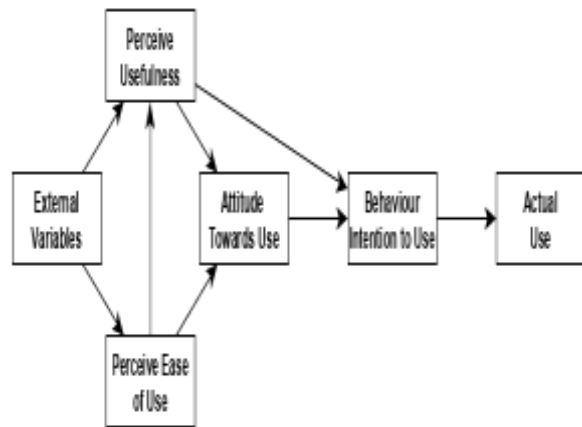 Perceive
Usefulness
External
Variables
Attitude
Towards Use
Behaviour
Intention to Use
Actual
Use
Perceive Ease
of Use